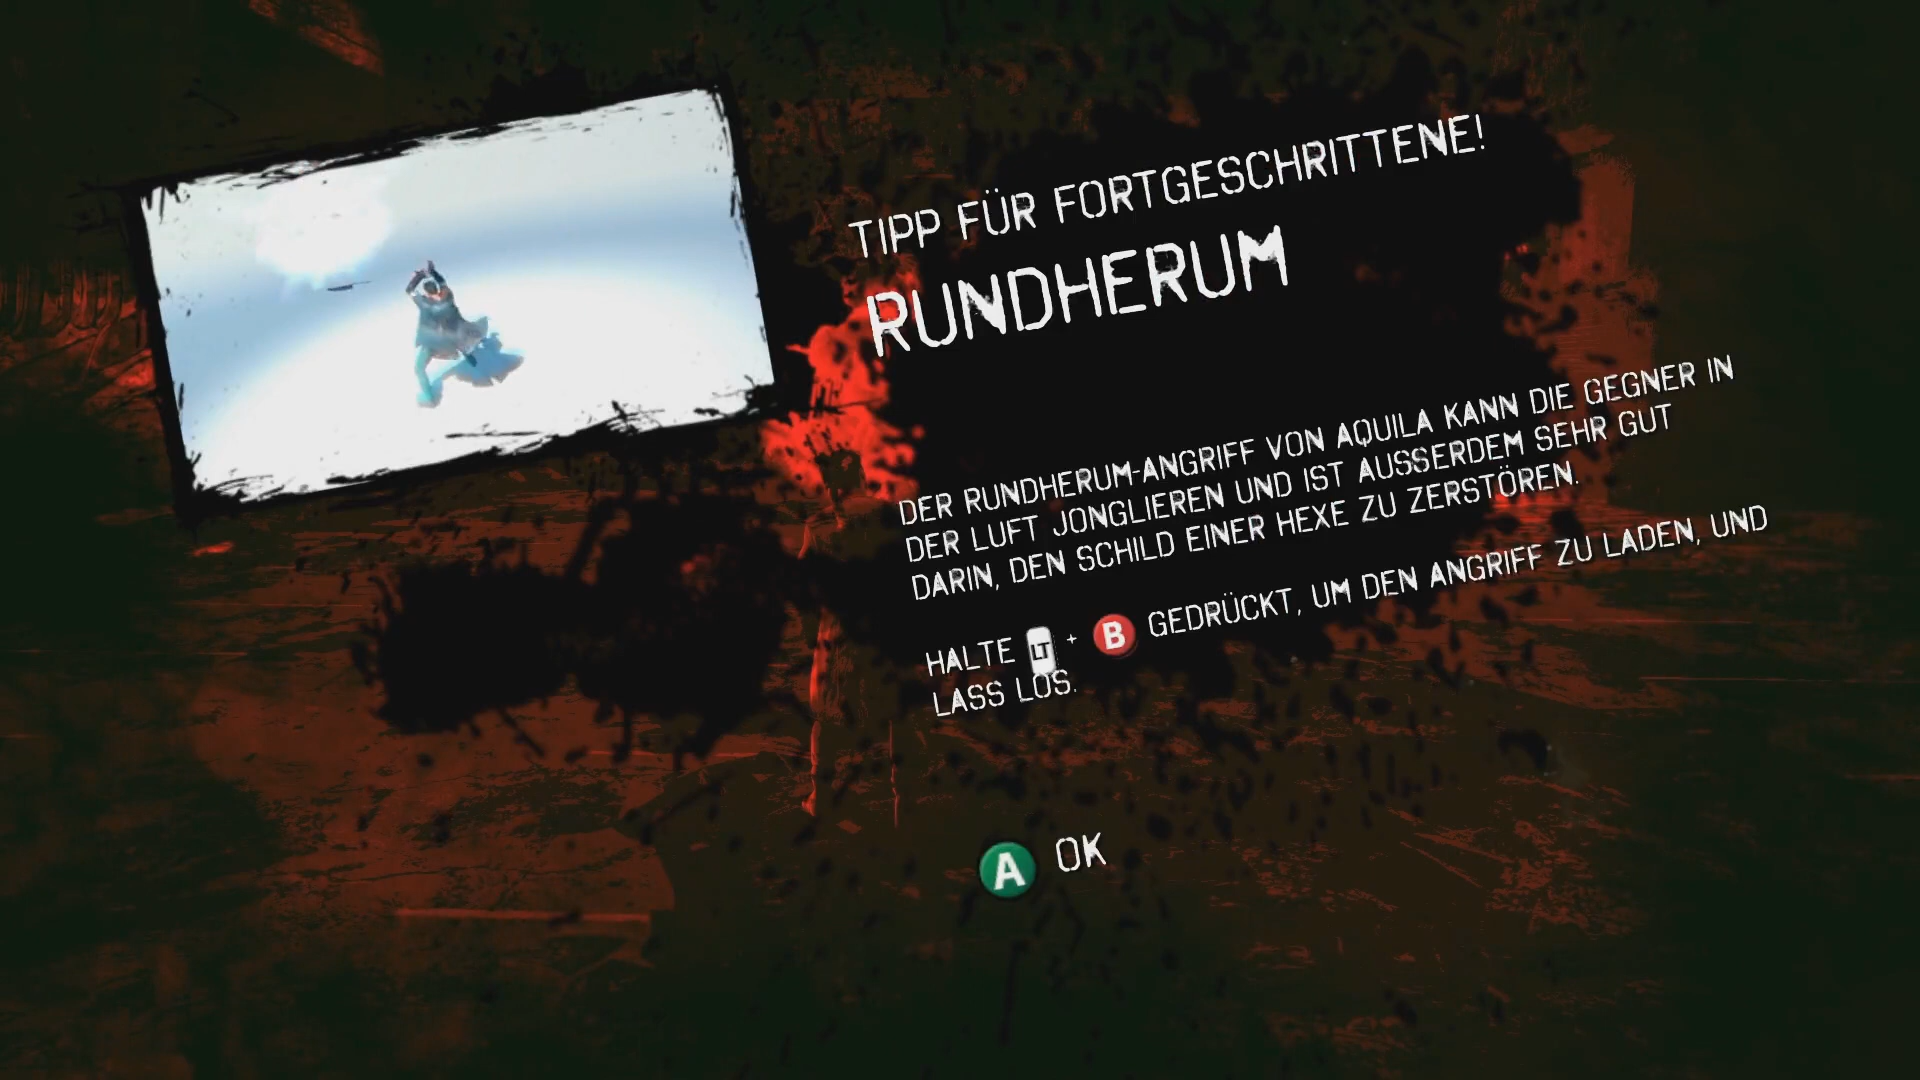 TIPP FÜR FORTGESCHRITTENE!
RUNDHERUM
DER RUNDHERUM-ANGRIFF VON AQUILA KANN DIE GEGNER IN
DER LUFT JONGLIEREN UND IST AUSSERDEM SEHR GUT
DARIN, DEN SCHILD EINER HEXE ZU ZERSTÖREN.
HALTE LT + B GEDRÜCKT, UM DEN ANGRIFF ZU LADEN, UND
LASS LOS.
A OK